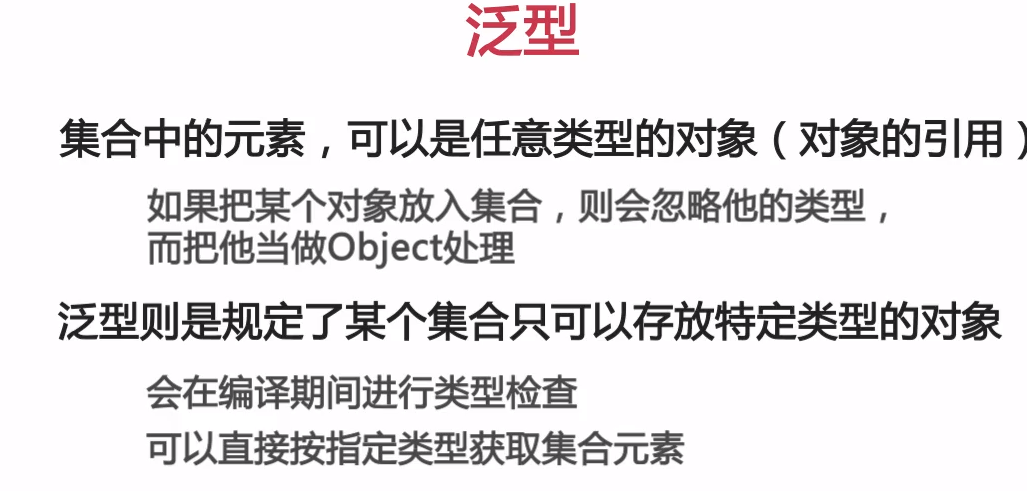 泛型
集合中的元素，可以是任意类型的对象（对象的引用）
如果把某个对象放入集合，则会忽略他的类型，
而把他当做Object处理
泛型则是规定了某个集合只可以存放特定类型的对象
会在编译期间进行类型检查
可以直接按指定类型获取集合元素